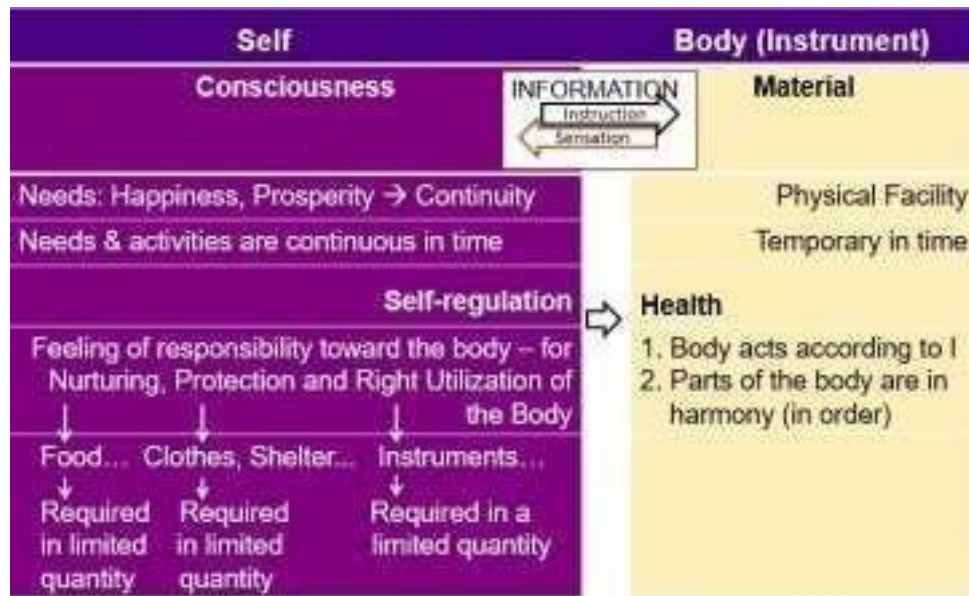 Self
Body (Instrument)
Consciousness
INFORMATION
Instruction
Sensation
Material
Needs: Happiness, Prosperity → Continuity
Physical Facility
Needs & activities are continuous in time
Temporary in time
Self-regulation
Health
Feeling of responsibility toward the body – for
Nurturing, Protection and Right Utilization of
the Body
1. Body acts according to I
2. Parts of the body are in
harmony (in order)
Food... Clothes, Shelter... Instruments...
Required
in limited
quantity
Required
in limited
quantity
Required in a
limited quantity